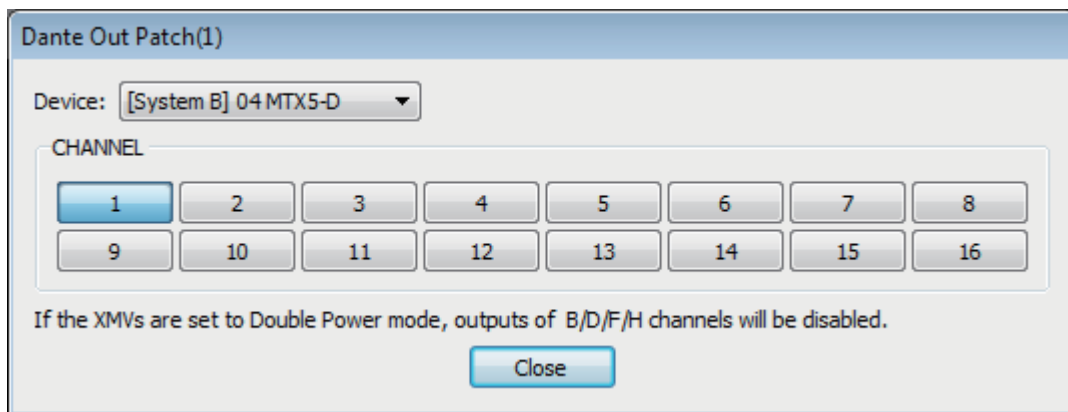 Dante Out Patch(1)
Device: [System B] 04 MTX5-D
CHANNEL
1 2 3 4 5 6 7 8
9 10 11 12 13 14 15 16
If the XMVs are set to Double Power mode, outputs of B/D/F/H channels will be disabled.
Close